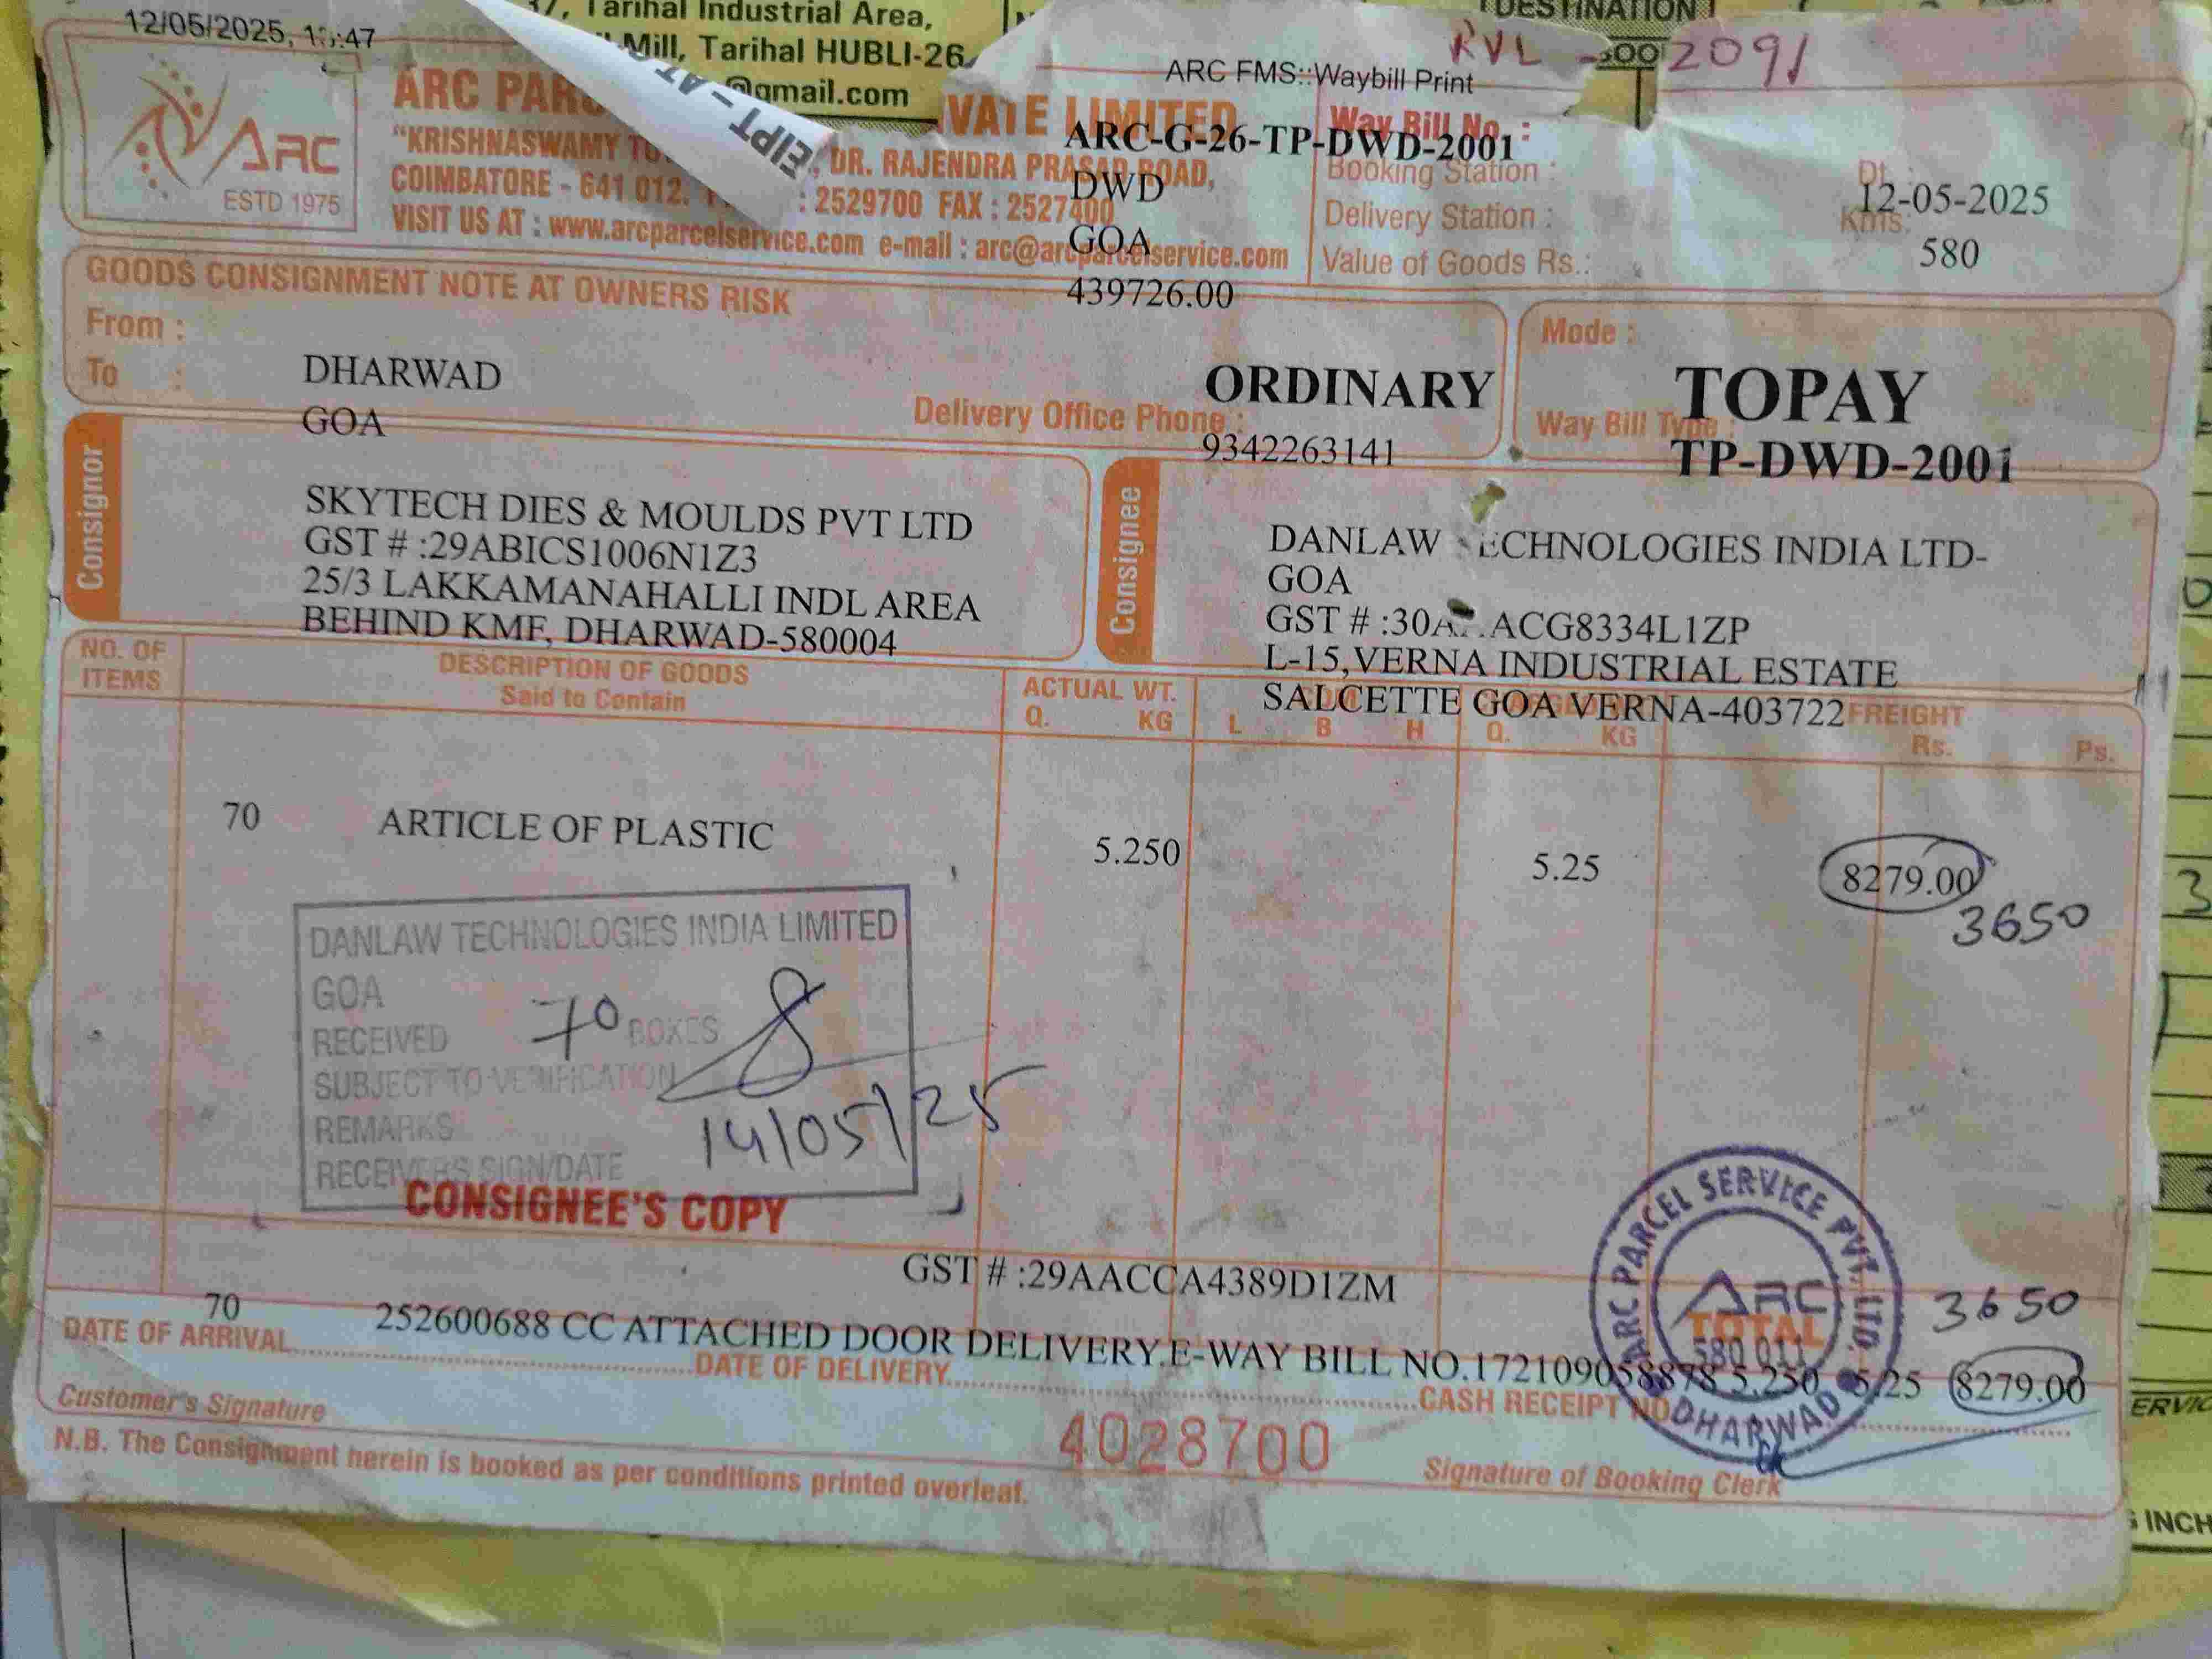 Tarihal Industrial Area,
Mill, Tarihal HUBLI-26
@gmail.com
DESTINATION
12/05/2025,
ARC FMS::Waybill Print
RVL 2091
ARC
ESTD 1975
ARC
VATE LIMITED
"KRISHNASWAMY
DR. RAJENDRA PRASAD ROAD,
COIMBATORE - 641 012.
: 2529700 FAX : 2527400
VISIT US AT : www.arcparcelservice.com e-mail : arc@arcparcelservice.com
Way Bill No. :
ARC-G-26-TP-DWD-2001
Booking Station :
DWD
Dt. :
12-05-2025
Delivery Station :
GOA
Kms.
580
Value of Goods Rs.:
439726.00
GOODS CONSIGNMENT NOTE AT OWNERS RISK
From :
DHARWAD
To :
GOA
ORDINARY
Delivery Office Phone :
9342263141
Mode :
TOPAY
Way Bill Type :
TP-DWD-2001
Consignor
SKYTECH DIES & MOULDS PVT LTD
GST # :29ABICS1006N1Z3
25/3 LAKKAMANAHALLI INDL AREA
BEHIND KMF, DHARWAD-580004
Consignee
DANLAW ECHNOLOGIES INDIA LTD-
GOA
GST # :30A ACG8334L1ZP
L-15,VERNA INDUSTRIAL ESTATE
SALCETTE GOA VERNA-403722
NO. OF
ITEMS
DESCRIPTION OF GOODS
Said to Contain
ACTUAL WT.
Q. KG
L B H
Q. KG
FREIGHT
Rs. Ps.
70 ARTICLE OF PLASTIC 5.250 5.25 8279.00
3650
DANLAW TECHNOLOGIES INDIA LIMITED
GOA
RECEIVED 70 BOXES
SUBJECT TO VERIFICATION
REMARKS
14/05/25
RECEIVERS SIGN/DATE
CONSIGNEE'S COPY
GST # :29AACCA4389D1ZM
ARC PARCEL SERVICE PVT. LTD.
ARC
TOTAL
580 011
DHARWAD
3650
70 252600688 CC ATTACHED DOOR DELIVERY.E-WAY BILL NO.172109058878 5.250 5.25 8279.00
DATE OF ARRIVAL
DATE OF DELIVERY
CASH RECEIPT NO
Customer's Signature
4028700
Signature of Booking Clerk
N.B. The Consignment herein is booked as per conditions printed overleaf.
INCH